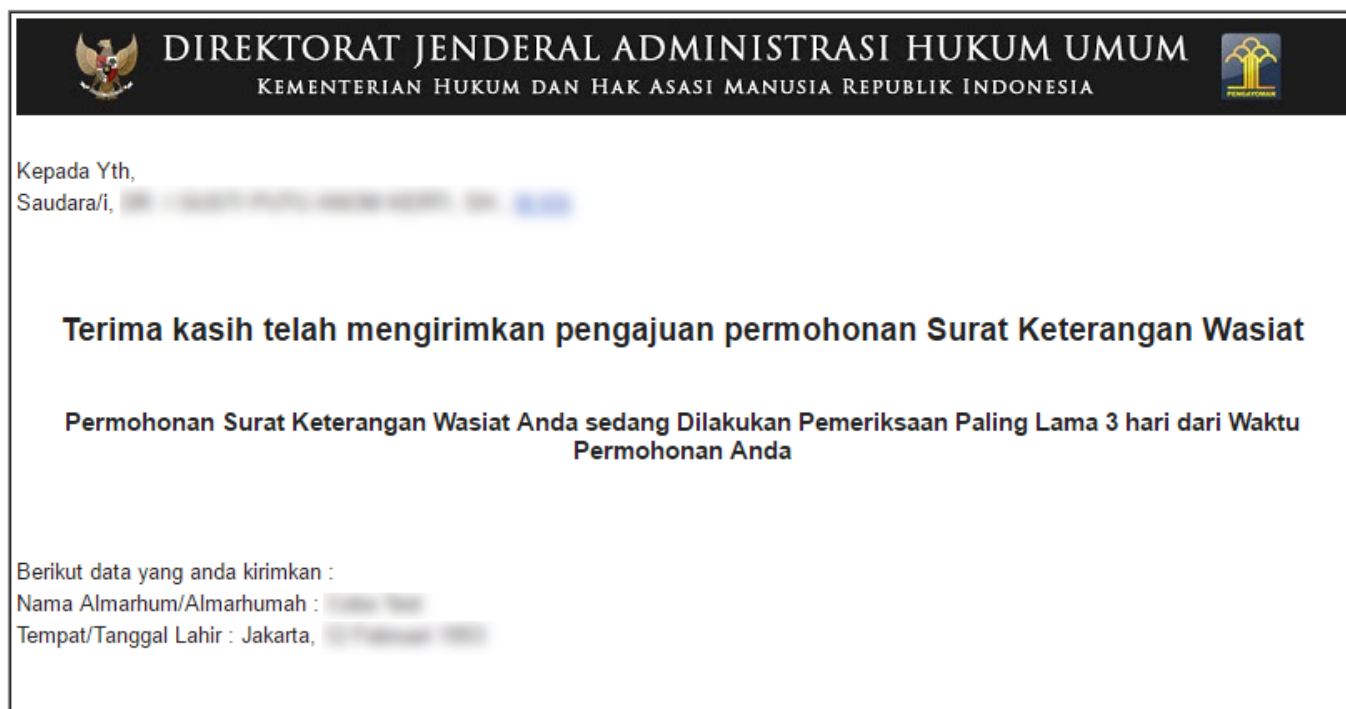 DIREKTORAT JENDERAL ADMINISTRASI HUKUM UMUM
KEMENTERIAN HUKUM DAN HAK ASASI MANUSIA REPUBLIK INDONESIA
PENGAYOMAN
Kepada Yth,
Saudara/i,
Terima kasih telah mengirimkan pengajuan permohonan Surat Keterangan Wasiat
Permohonan Surat Keterangan Wasiat Anda sedang Dilakukan Pemeriksaan Paling Lama 3 hari dari Waktu
Permohonan Anda
Berikut data yang anda kirimkan :
Nama Almarhum/Almarhumah :
Tempat/Tanggal Lahir : Jakarta,